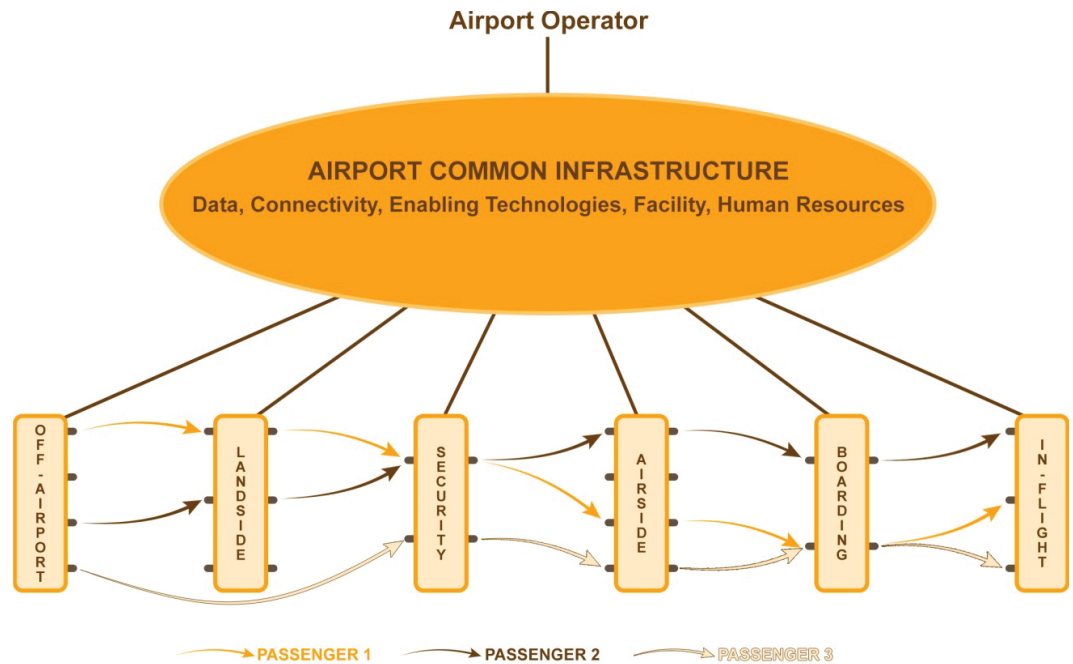 Airport Operator
AIRPORT COMMON INFRASTRUCTURE
Data, Connectivity, Enabling Technologies, Facility, Human Resources
OFF-AIRPORT
LANDSIDE
SECURITY
AIRSIDE
BOARDING
IN-FLIGHT
PASSENGER 1
PASSENGER 2
PASSENGER 3